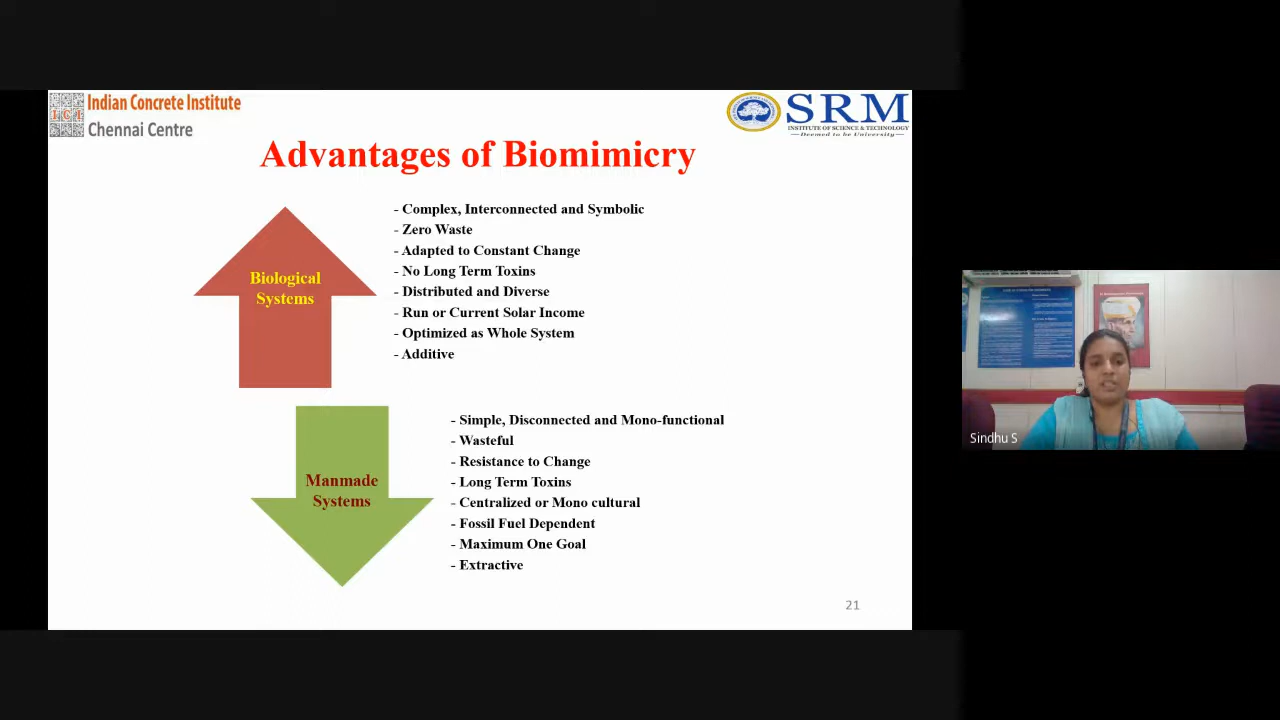 Indian Concrete Institute
Chennai Centre
SRM
INSTITUTE OF SCIENCE & TECHNOLOGY
Deemed to be University
Advantages of Biomimicry
Biological
Systems
- Complex, Interconnected and Symbolic
- Zero Waste
- Adapted to Constant Change
- No Long Term Toxins
- Distributed and Diverse
- Run or Current Solar Income
- Optimized as Whole System
- Additive
Manmade
Systems
- Simple, Disconnected and Mono-functional
- Wasteful
- Resistance to Change
- Long Term Toxins
- Centralized or Mono cultural
- Fossil Fuel Dependent
- Maximum One Goal
- Extractive
21
Sindhu S